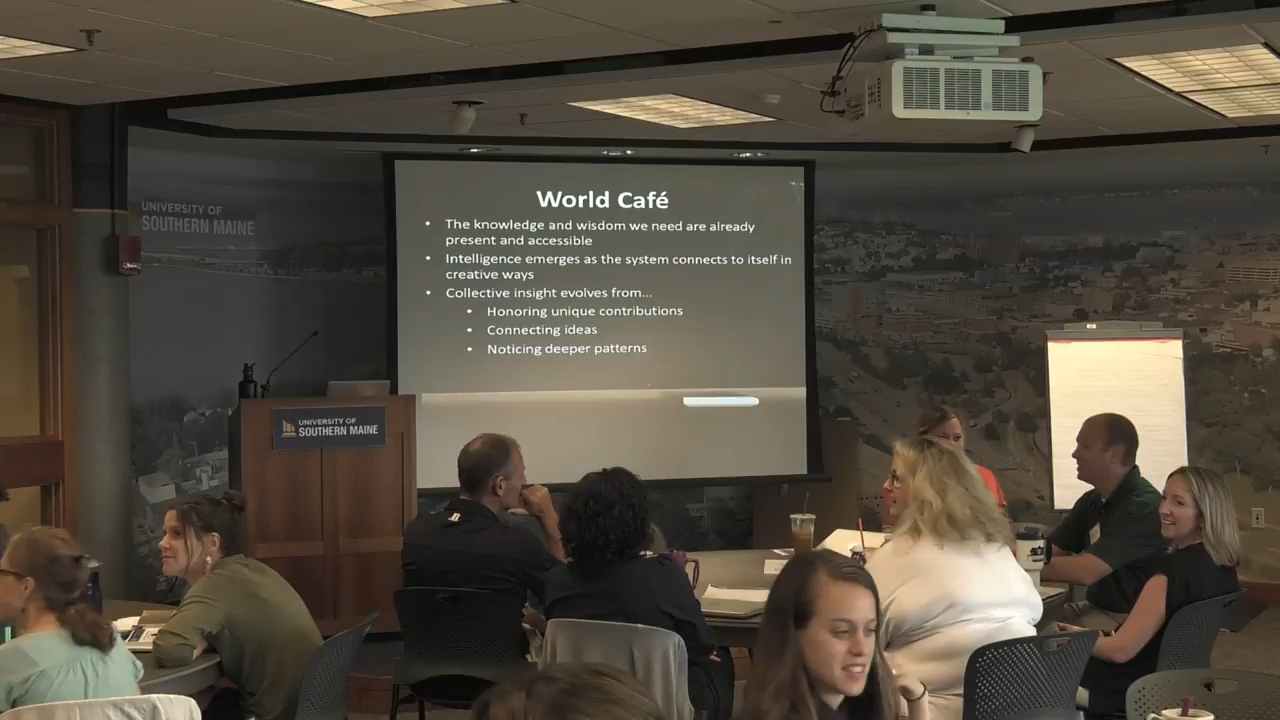 UNIVERSITY OF
SOUTHERN MAINE
World Café
• The knowledge and wisdom we need are already
present and accessible
• Intelligence emerges as the system connects to itself in
creative ways
• Collective insight evolves from...
• Honoring unique contributions
• Connecting ideas
• Noticing deeper patterns
UNIVERSITY OF
SOUTHERN MAINE